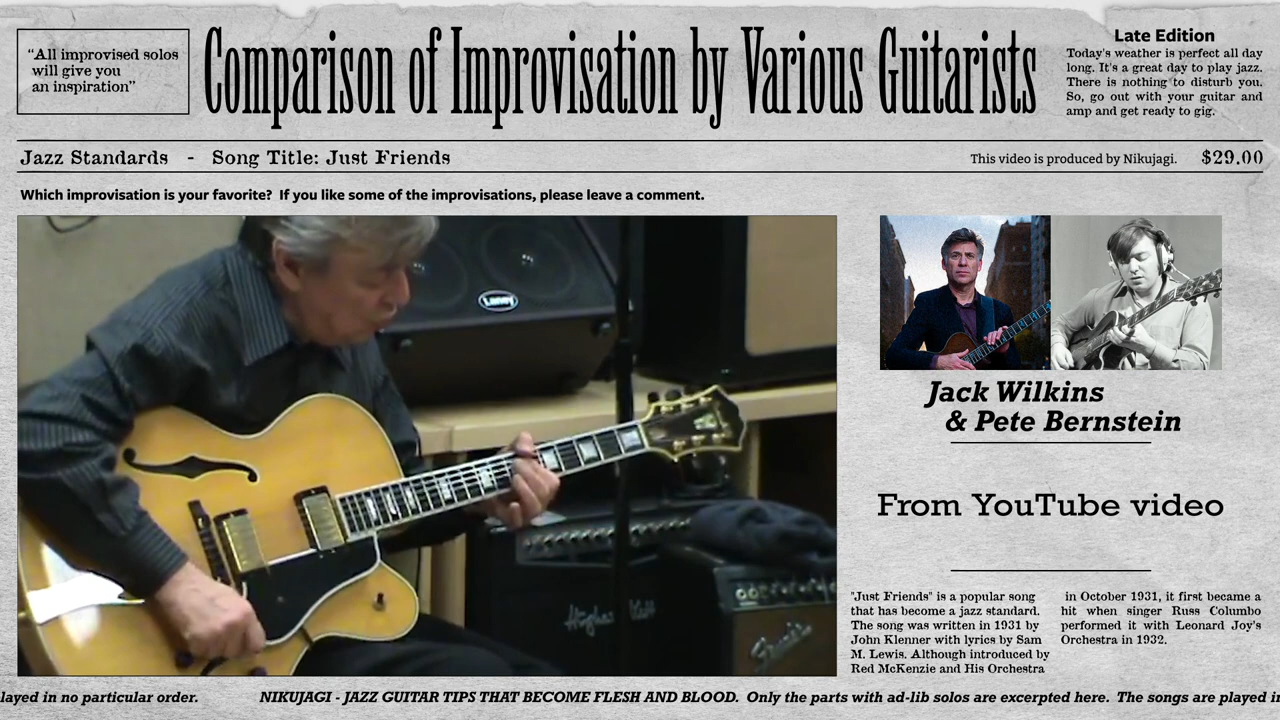 “All improvised solos
will give you
an inspiration”
Comparison of Improvisation by Various Guitarists
Late Edition
Today's weather is perfect all day
long. It's a great day to play jazz.
There is nothing to disturb you.
So, go out with your guitar and
amp and get ready to gig.
Jazz Standards - Song Title: Just Friends
This video is produced by Nikujagi. $29.00
Which improvisation is your favorite? If you like some of the improvisations, please leave a comment.
Laney
Hughes
Jack Wilkins
& Pete Bernstein
From YouTube video
"Just Friends" is a popular song
that has become a jazz standard.
The song was written in 1931 by
John Klenner with lyrics by Sam
M. Lewis. Although introduced by
Red McKenzie and His Orchestra
in October 1931, it first became a
hit when singer Russ Columbo
performed it with Leonard Joy's
Orchestra in 1932.
layed in no particular order. NIKUJAGI - JAZZ GUITAR TIPS THAT BECOME FLESH AND BLOOD. Only the parts with ad-lib solos are excerpted here. The songs are played in